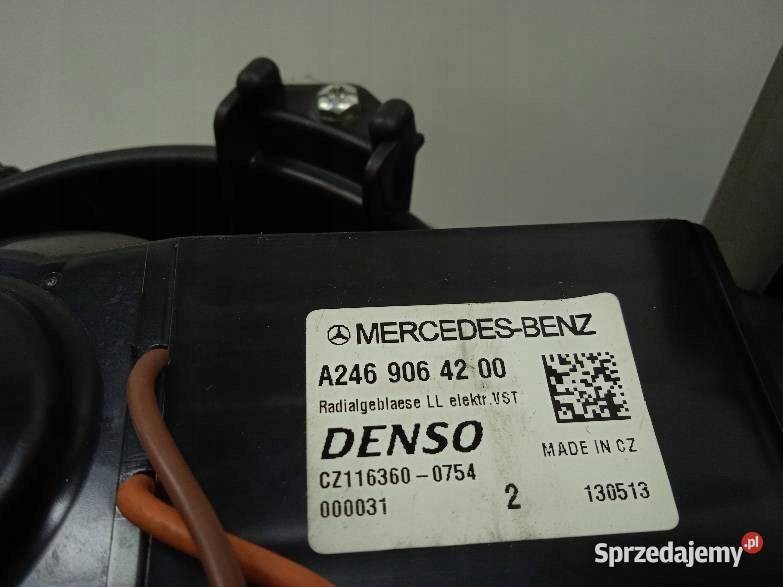 MERCEDES-BENZ
A246 906 42 00
Radialgeblaese LL elektr.VST
DENSO
MADE IN CZ
CZ116360-0754
000031
2
130513
Sprzedajemy.pl